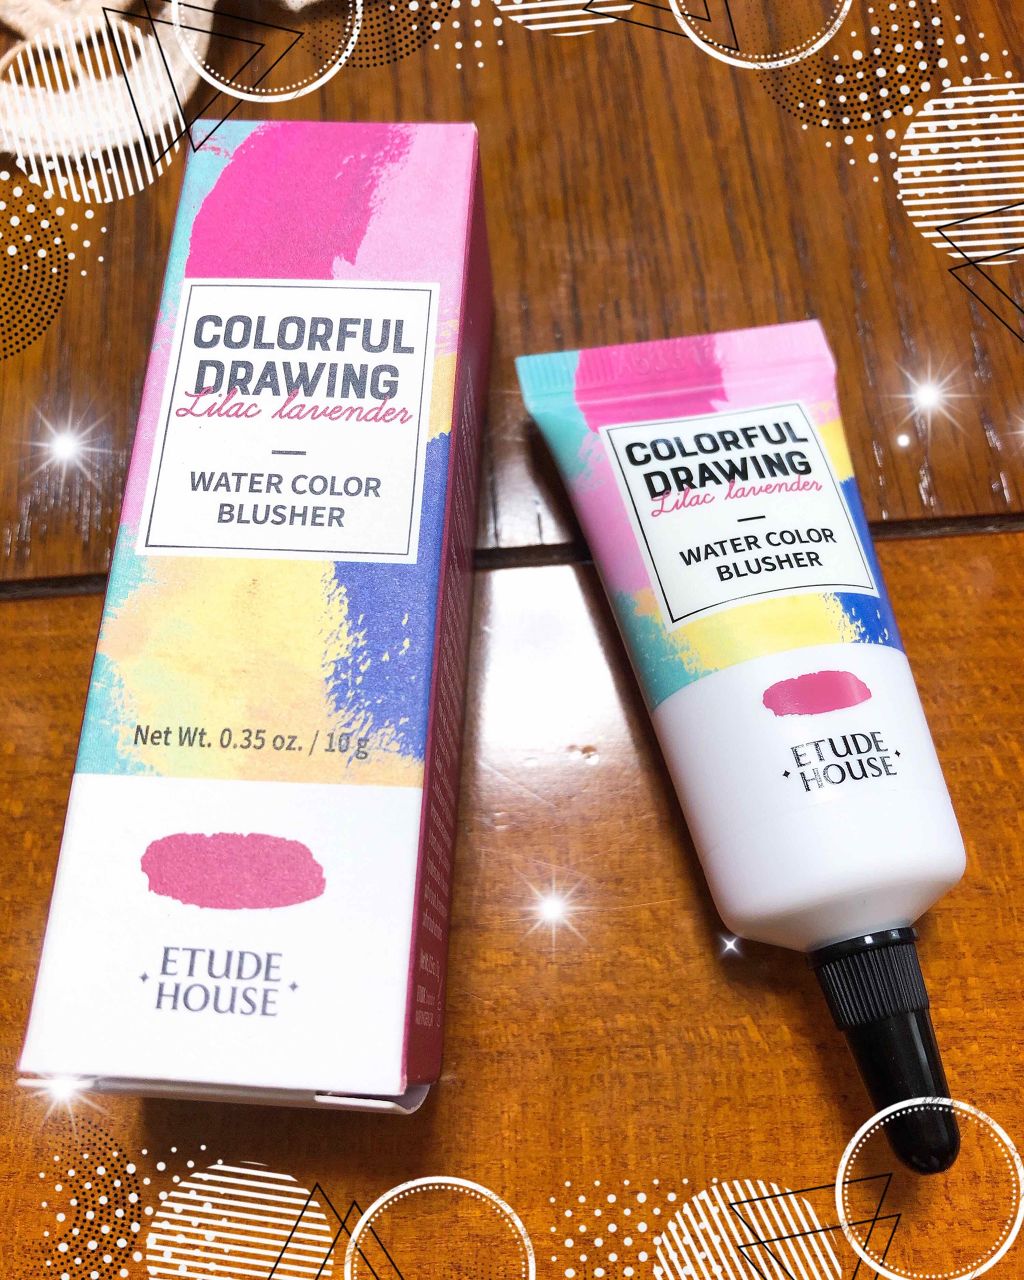 COLORFUL
DRAWING
Lilac lavender
WATER COLOR
BLUSHER
Net Wt. 0.35 oz. / 10 g
ETUDE
HOUSE
COLORFUL
DRAWING
Lilac lavender
WATER COLOR
BLUSHER
ETUDE
HOUSE